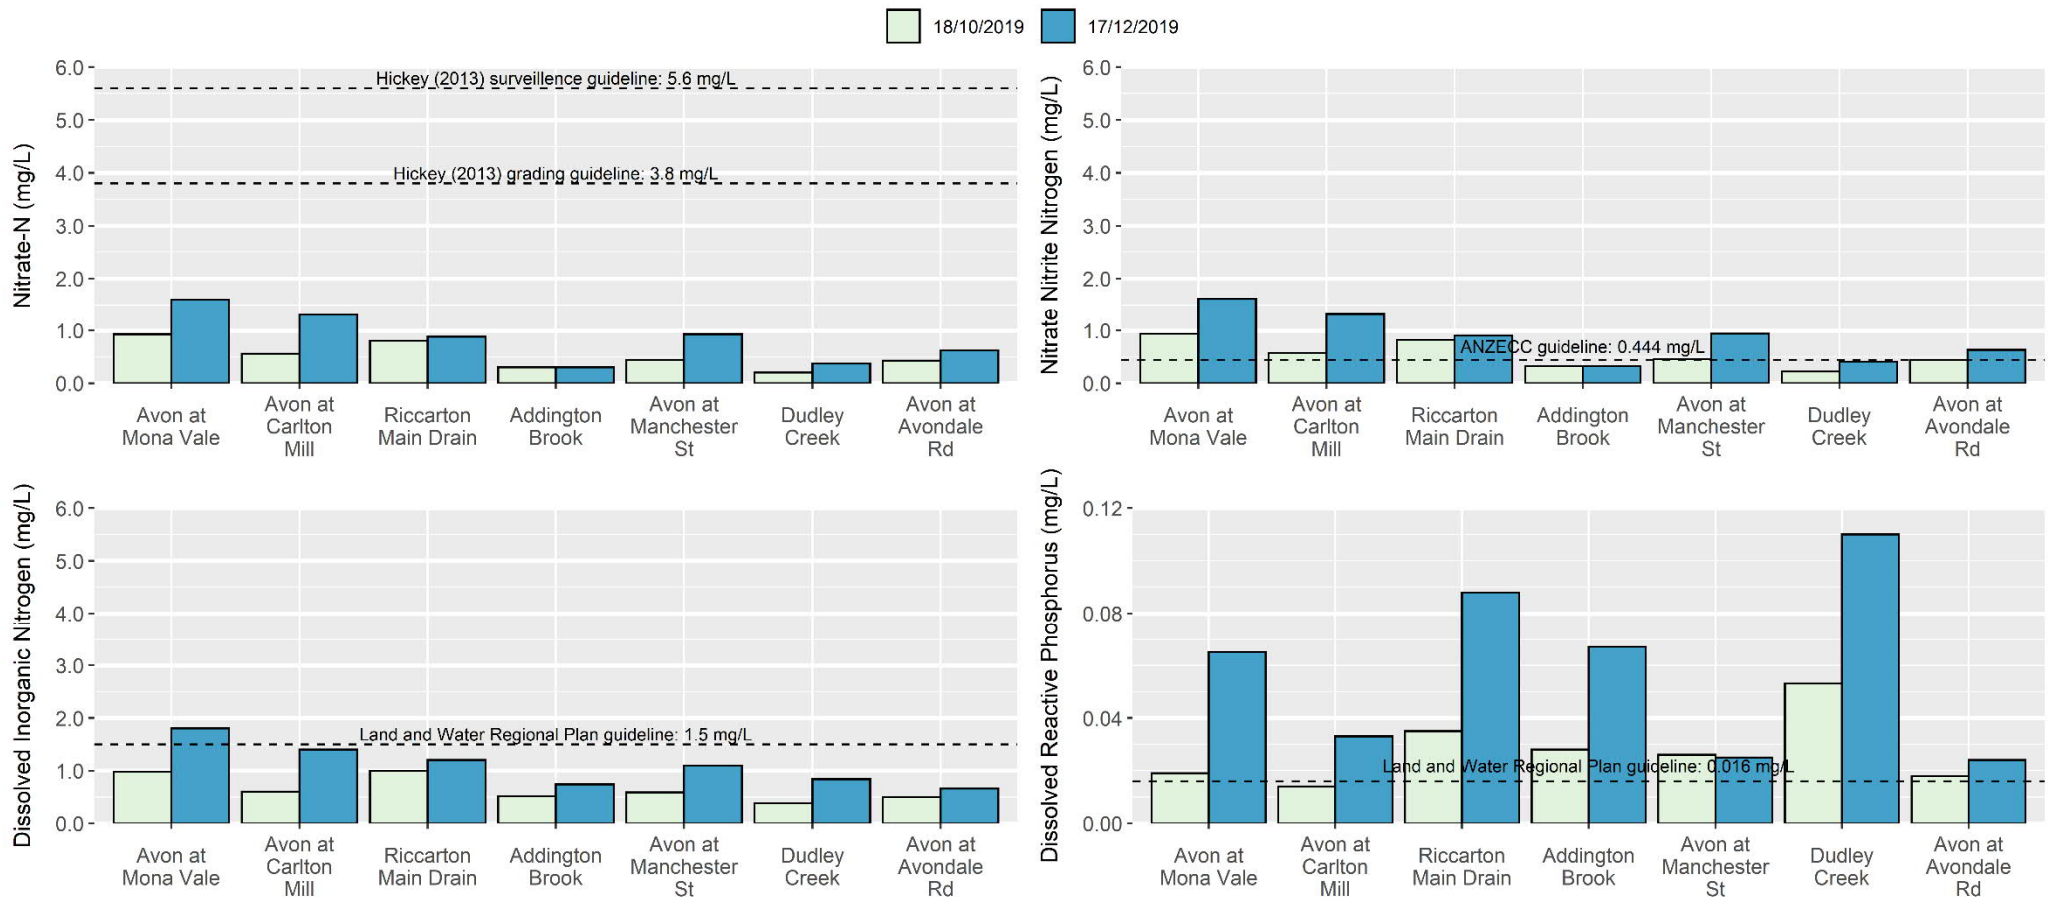 18/10/2019 17/12/2019
Nitrate-N (mg/L)
6.0
5.0
4.0
3.0
2.0
1.0
0.0
Hickey (2013) surveillence guideline: 5.6 mg/L
Hickey (2013) grading guideline: 3.8 mg/L
Avon at
Mona Vale
Avon at
Carlton
Mill
Riccarton
Main Drain
Addington
Brook
Avon at
Manchester
St
Dudley
Creek
Avon at
Avondale
Rd
Nitrate Nitrite Nitrogen (mg/L)
6.0
5.0
4.0
3.0
2.0
1.0
0.0
ANZECC guideline: 0.444 mg/L
Avon at
Mona Vale
Avon at
Carlton
Mill
Riccarton
Main Drain
Addington
Brook
Avon at
Manchester
St
Dudley
Creek
Avon at
Avondale
Rd
Dissolved Inorganic Nitrogen (mg/L)
6.0
5.0
4.0
3.0
2.0
1.0
0.0
Land and Water Regional Plan guideline: 1.5 mg/L
Avon at
Mona Vale
Avon at
Carlton
Mill
Riccarton
Main Drain
Addington
Brook
Avon at
Manchester
St
Dudley
Creek
Avon at
Avondale
Rd
Dissolved Reactive Phosphorus (mg/L)
0.12
0.08
0.04
0.00
Land and Water Regional Plan guideline: 0.016 mg/L
Avon at
Mona Vale
Avon at
Carlton
Mill
Riccarton
Main Drain
Addington
Brook
Avon at
Manchester
St
Dudley
Creek
Avon at
Avondale
Rd